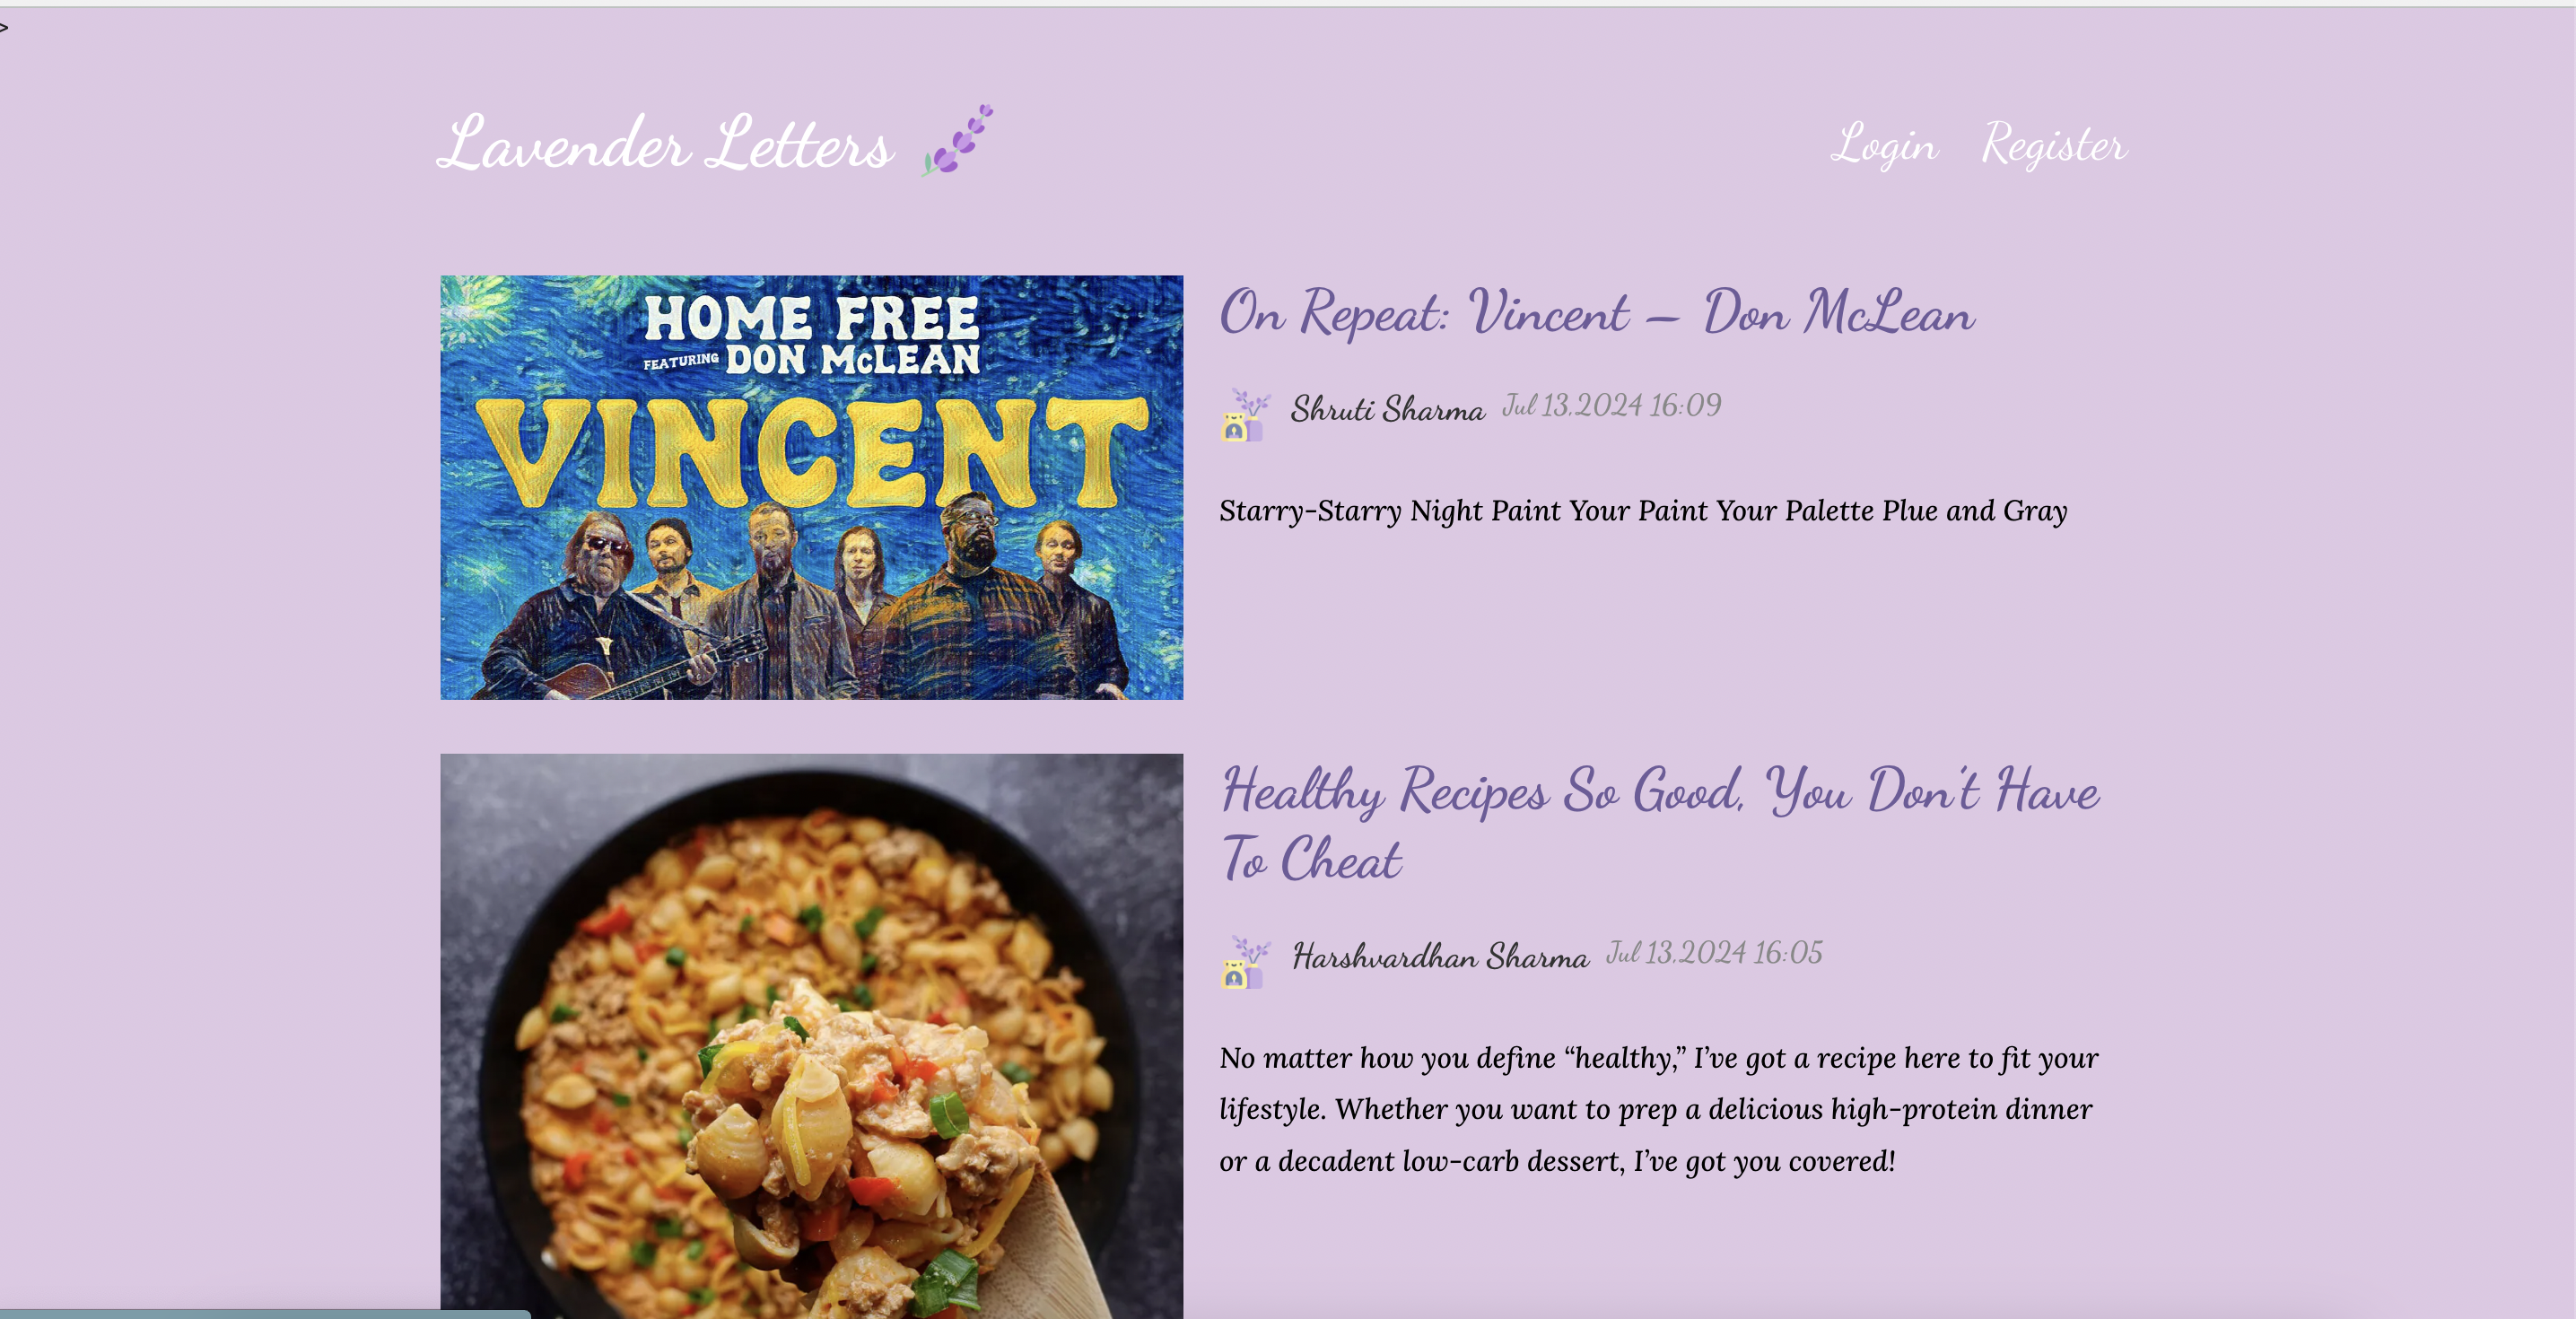 >
Lavender Letters
Login Register
HOME FREE
FEATURING DON McLEAN
VINCENT
On Repeat: Vincent – Don McLean
Shruti Sharma Jul 13,2024 16:09
Starry-Starry Night Paint Your Paint Your Palette Plue and Gray
Healthy Recipes So Good, You Don't Have
To Cheat
Harshvardhan Sharma Jul 13,2024 16:05
No matter how you define “healthy,” I’ve got a recipe here to fit your
lifestyle. Whether you want to prep a delicious high-protein dinner
or a decadent low-carb dessert, I’ve got you covered!